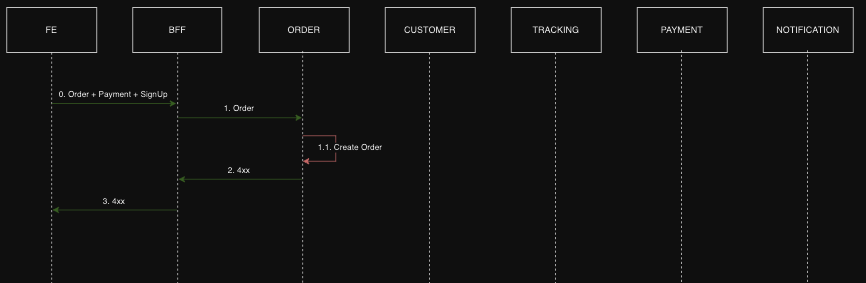 FE
BFF
ORDER
CUSTOMER
TRACKING
PAYMENT
NOTIFICATION
0. Order + Payment + SignUp
1. Order
1.1. Create Order
2. 4xx
3. 4xx